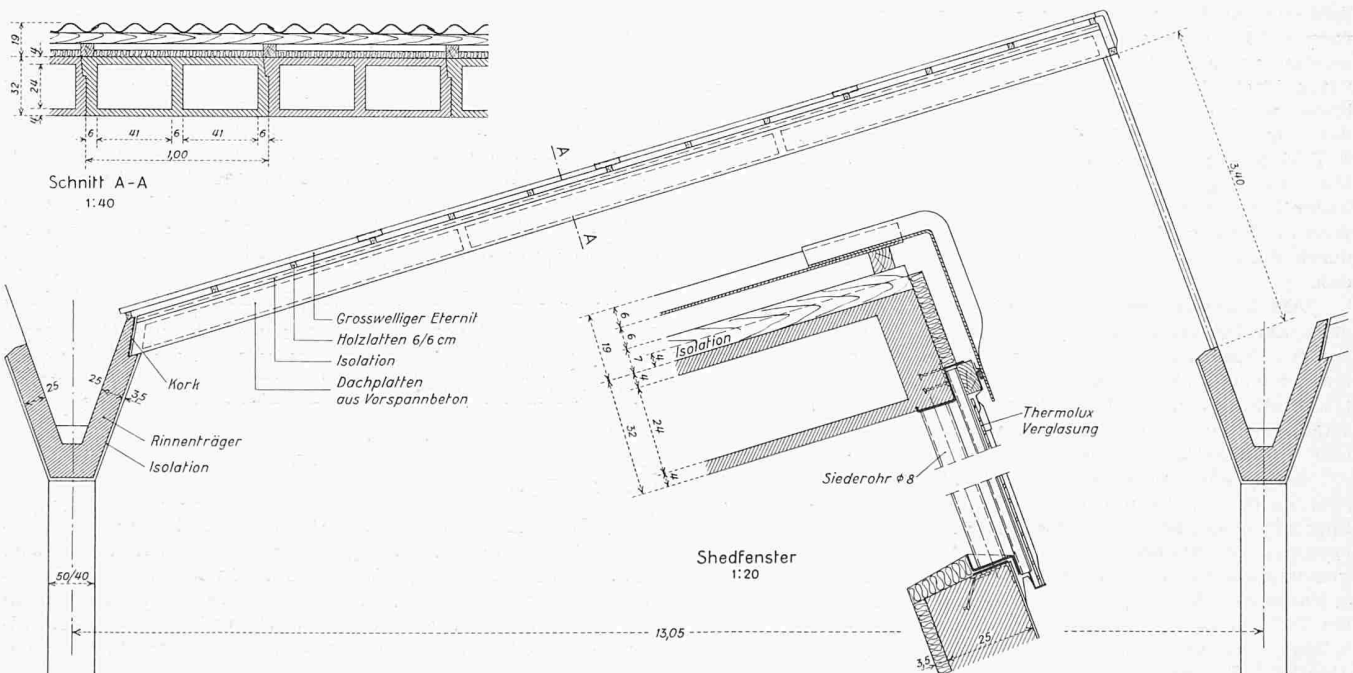 19
4
32
24
4
6
41
6
41
6
1,00
Schnitt A-A
1:40
A
A
3,40
Grosswelliger Eternit
Holzlatten 6/6 cm
Isolation
Dachplatten
aus Vorspannbeton
Kork
25
25
3,5
Rinnenträger
Isolation
50/40
6
6
7
4
19
4
24
32
4
Isolation
Thermolux
Verglasung
Siederohr ϕ 8
Shedfenster
1:20
13,05
25
3,5